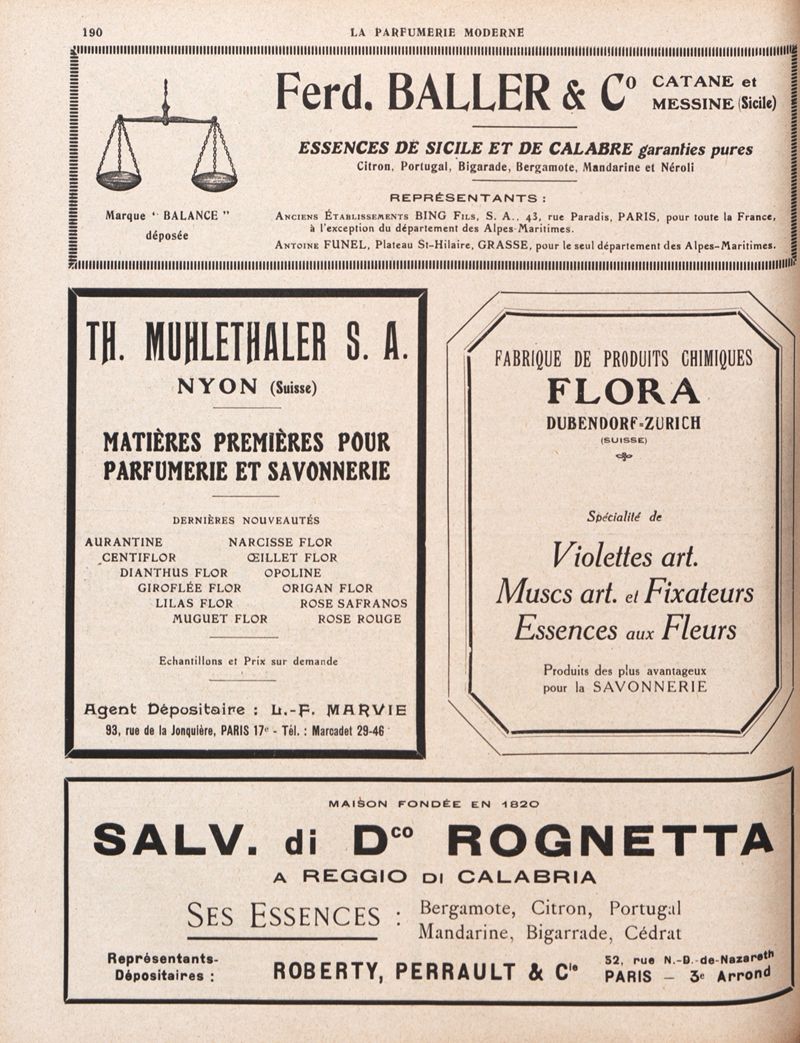 190
LA PARFUMERIE MODERNE
Ferd. BALLER & Cº CATANE et
MESSINE (Sicile)
ESSENCES DE SICILE ET DE CALABRE garanties pures
Citron, Portugal, Bigarade, Bergamote, Mandarine et Néroli
REPRÉSENTANTS :
Marque “ BALANCE ”
déposée
ANCIENS ÉTABLISSEMENTS BING FILS, S. A., 43, rue Paradis, PARIS, pour toute la France,
à l'exception du département des Alpes-Maritimes.
ANTOINE FUNEL, Plateau St-Hilaire, GRASSE, pour le seul département des Alpes-Maritimes.
TH. MUHLETHALER S. A.
NYON (Suisse)
MATIÈRES PREMIÈRES POUR
PARFUMERIE ET SAVONNERIE
DERNIÈRES NOUVEAUTÉS
AURANTINE NARCISSE FLOR
CENTIFLOR ŒILLET FLOR
DIANTHUS FLOR OPOLINE
GIROFLÉE FLOR ORIGAN FLOR
LILAS FLOR ROSE SAFRANOS
MUGUET FLOR ROSE ROUGE
Echantillons et Prix sur demande
Agent Dépositaire : L.-F. MARVIE
93, rue de la Jonquière, PARIS 17e - Tél. : Marcadet 29-46
FABRIQUE DE PRODUITS CHIMIQUES
FLORA
DUBENDORF-ZURICH
(SUISSE)
Spécialité de
Violettes art.
Muscs art. et Fixateurs
Essences aux Fleurs
Produits des plus avantageux
pour la SAVONNERIE
MAISON FONDÉE EN 1820
SALV. di Dco ROGNETTA
A REGGIO DI CALABRIA
SES ESSENCES : Bergamote, Citron, Portugal
Mandarine, Bigarrade, Cédrat
Représentants-
Dépositaires :
ROBERTY, PERRAULT & Cie
52, rue N.-D.-de-Nazareth
PARIS — 3e Arrond